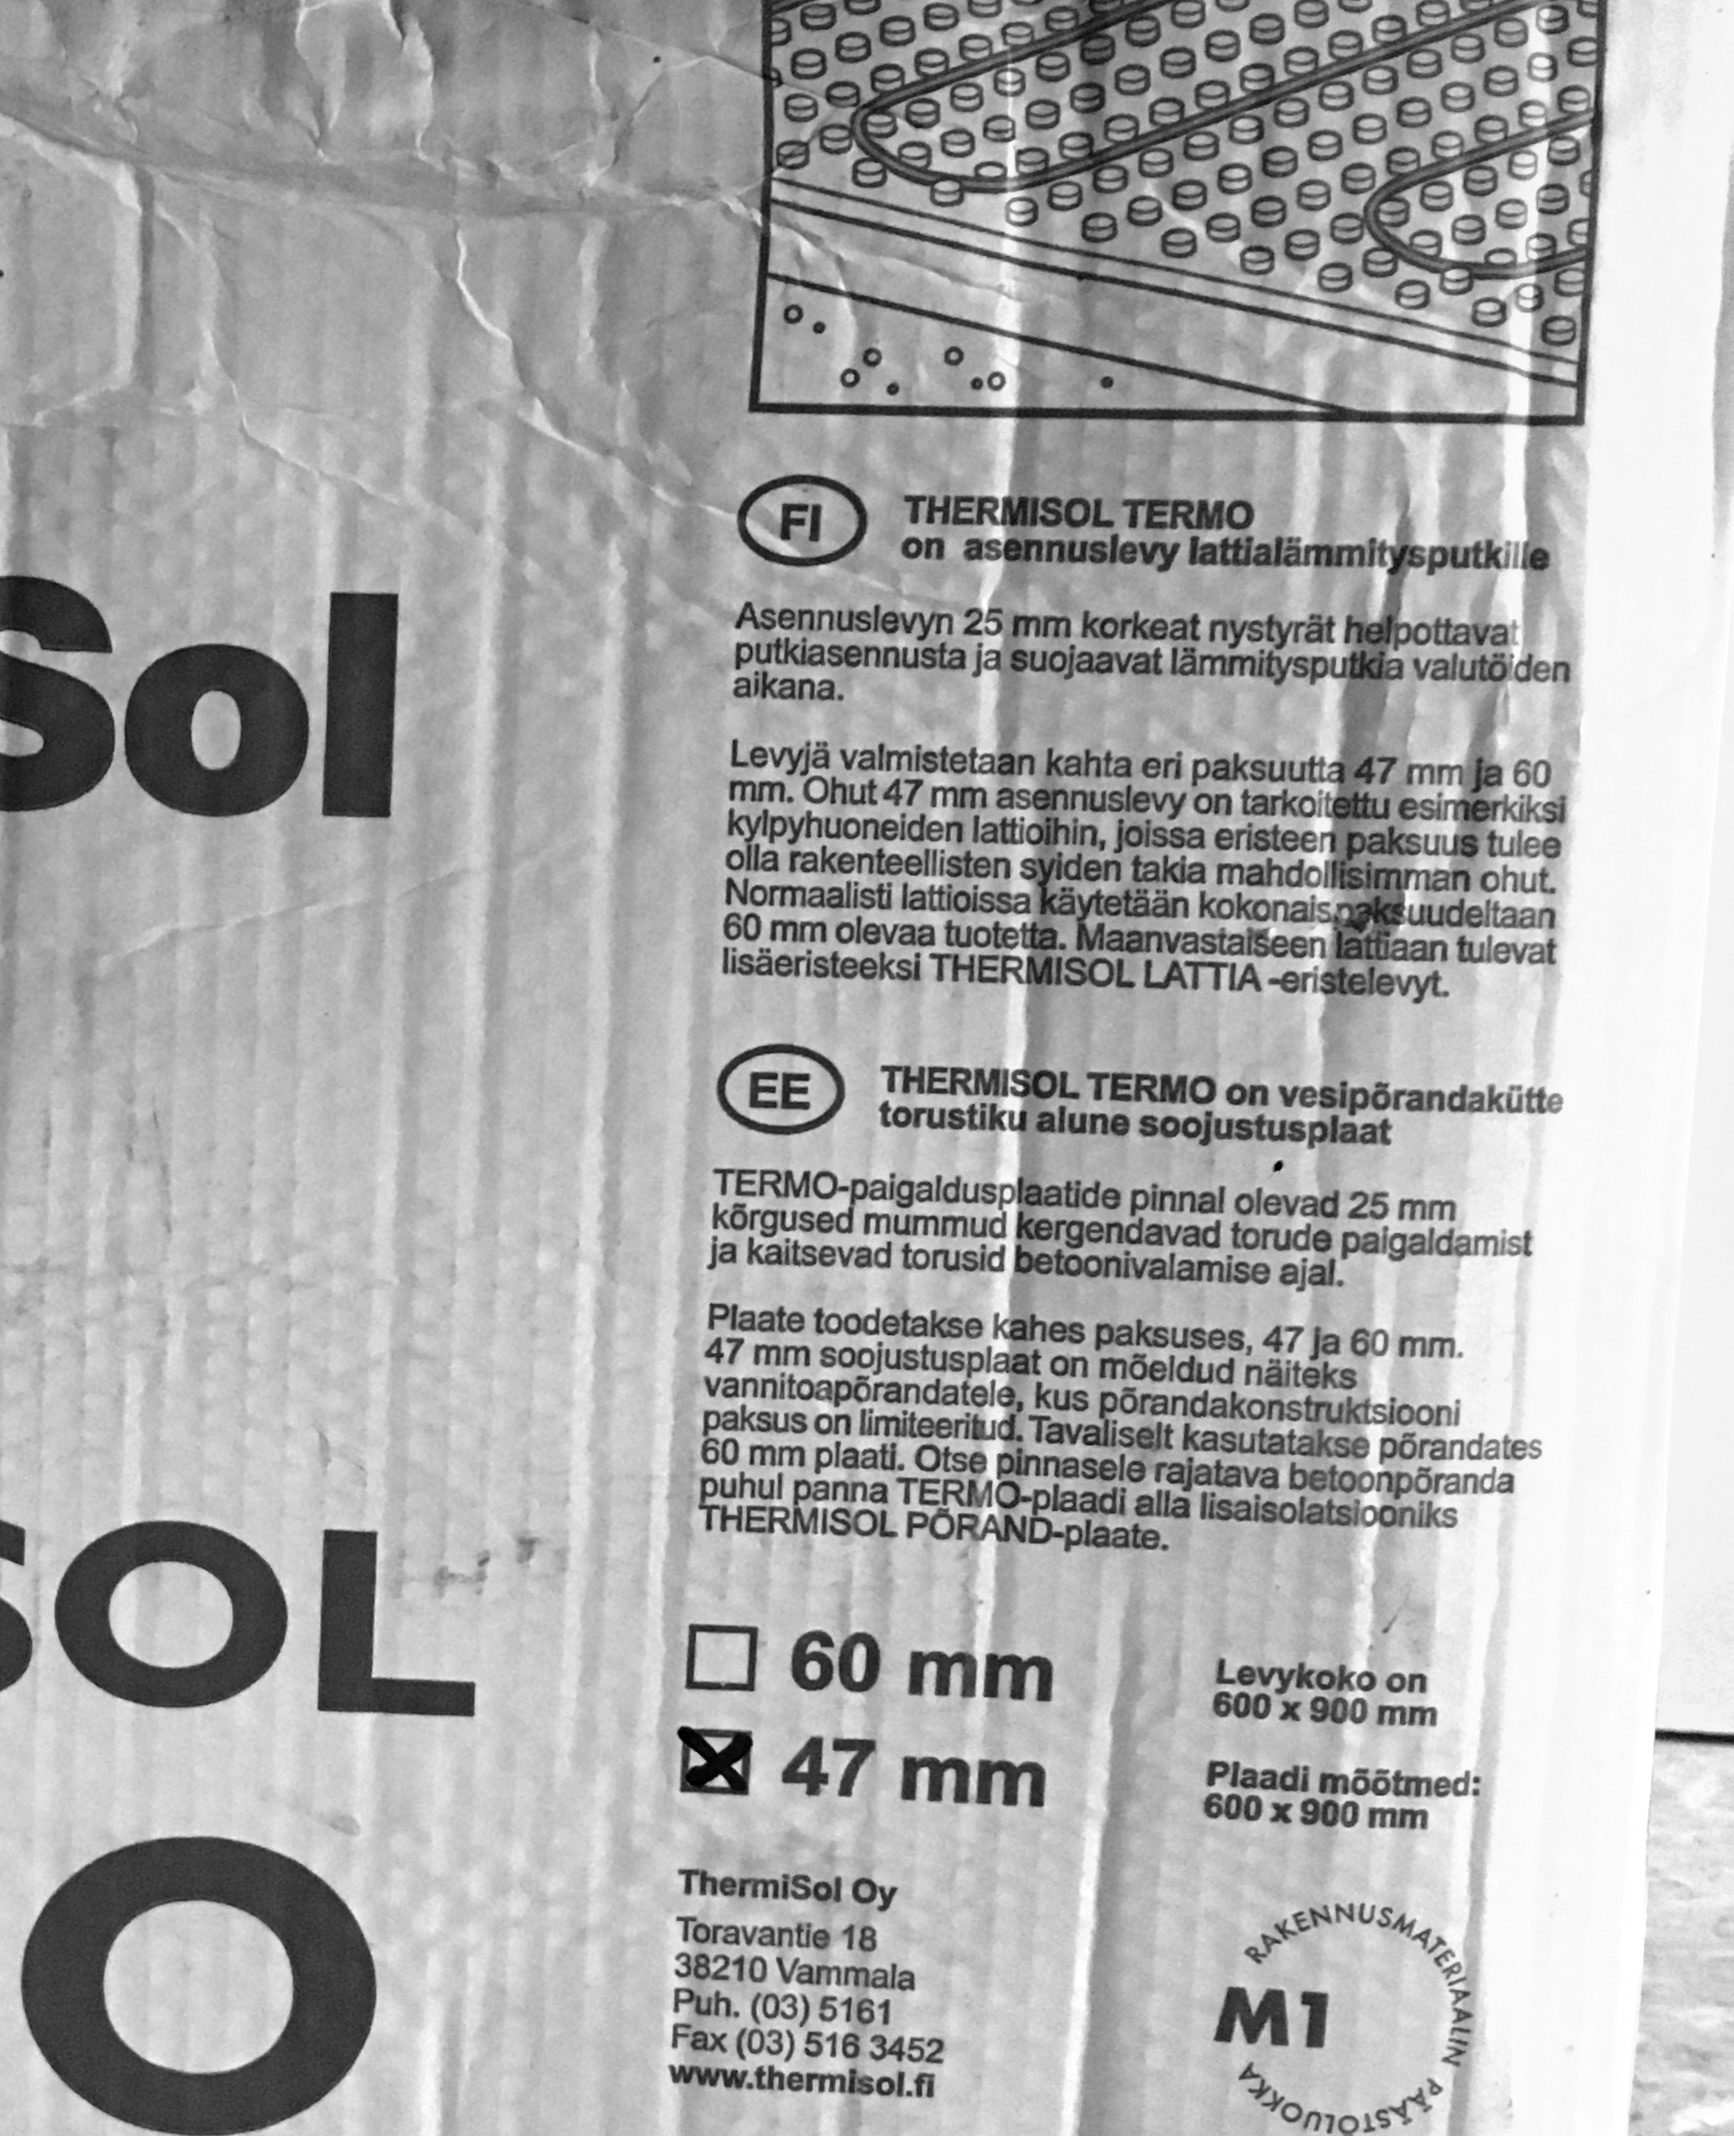 Sol
SOL
O
FI
THERMISOL TERMO
on asennuslevy lattialämmitysputkille
Asennuslevyn 25 mm korkeat nystyrät helpottavat
putkiasennusta ja suojaavat lämmitysputkia valutöiden
aikana.
Levyjä valmistetaan kahta eri paksuutta 47 mm ja 60
mm. Ohut 47 mm asennuslevy on tarkoitettu esimerkiksi
kylpyhuoneiden lattioihin, joissa eristeen paksuus tulee
olla rakenteellisten syiden takia mahdollisimman ohut.
Normaalisti lattioissa käytetään kokonaispaksuudeltaan
60 mm olevaa tuotetta. Maanvastaiseen lattiaan tulevat
lisäeristeeksi THERMISOL LATTIA -eristelevyt.
EE
THERMISOL TERMO on vesipõrandakütte
torustiku alune soojustusplaat
TERMO-paigaldusplaatide pinnal olevad 25 mm
kõrgused mummud kergendavad torude paigaldamist
ja kaitsevad torusid betoonivalamise ajal.
Plaate toodetakse kahes paksuses, 47 ja 60 mm.
47 mm soojustusplaat on mõeldud näiteks
vannitoapõrandatele, kus põrandakonstruktsiooni
paksus on limiteeritud. Tavaliselt kasutatakse põrandates
60 mm plaati. Otse pinnasele rajatava betoonpõranda
puhul panna TERMO-plaadi alla lisaisolatsiooniks
THERMISOL PÕRAND-plaate.
60 mm
47 mm
Levykoko on
600 x 900 mm
Plaadi mõõtmed:
600 x 900 mm
ThermiSol Oy
Toravantie 18
38210 Vammala
Puh. (03) 5161
Fax (03) 516 3452
www.thermisol.fi
RAKENNUSMATERIAALIN PÄÄSTÖLUOKKA
M1